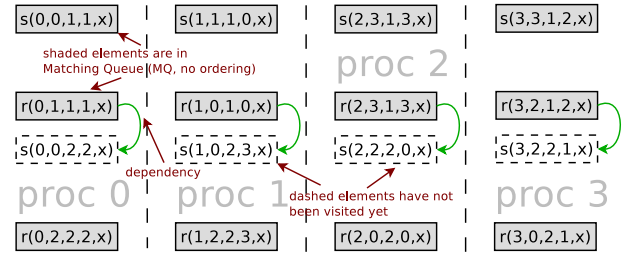 s(0,0,1,1,x) s(1,1,1,0,x) s(2,3,1,3,x) s(3,3,1,2,x)
shaded elements are in
Matching Queue (MQ, no ordering)
proc 2
r(0,1,1,1,x) r(1,0,1,0,x) r(2,3,1,3,x) r(3,2,1,2,x)
s(0,0,2,2,x) s(1,0,2,3,x) s(2,2,2,0,x) s(3,2,2,1,x)
dependency
proc 0 proc 1 proc 3
dashed elements have not
been visited yet
r(0,2,2,2,x) r(1,2,2,3,x) r(2,0,2,0,x) r(3,0,2,1,x)